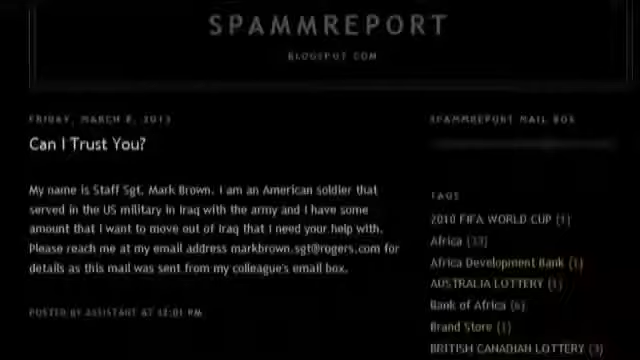 SPAMMREPORT
BLOGSPOT COM
FRIDAY, MARCH 8, 2013
Can I Trust You?
My name is Staff Sgt. Mark Brown. I am an American soldier that
served in the US military in Iraq with the army and I have some
amount that I want to move out of Iraq that I need your help with.
Please reach me at my email address markbrown.sgt@rogers.com for
details as this mail was sent from my colleague's email box.
POSTED BY ASSISTANT AT 12:01 PM
SPAMMREPORT MAIL BOX
TAGS
2010 FIFA WORLD CUP (1)
Africa (33)
Africa Development Bank (1)
AUSTRALIA LOTTERY (1)
Bank of Africa (6)
Brand Store (1)
BRITISH CANADIAN LOTTERY (3)